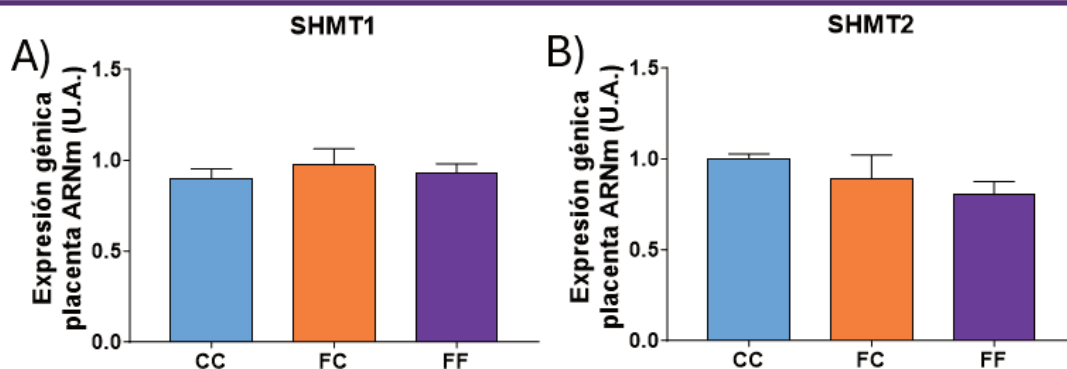 SHMT1
A)
Expresión génica
placenta ARNm (U.A.)
1.5
1.0
0.5
0.0
CC FC FF
SHMT2
B)
Expresión génica
placenta ARNm (U.A.)
1.5
1.0
0.5
0.0
CC FC FF